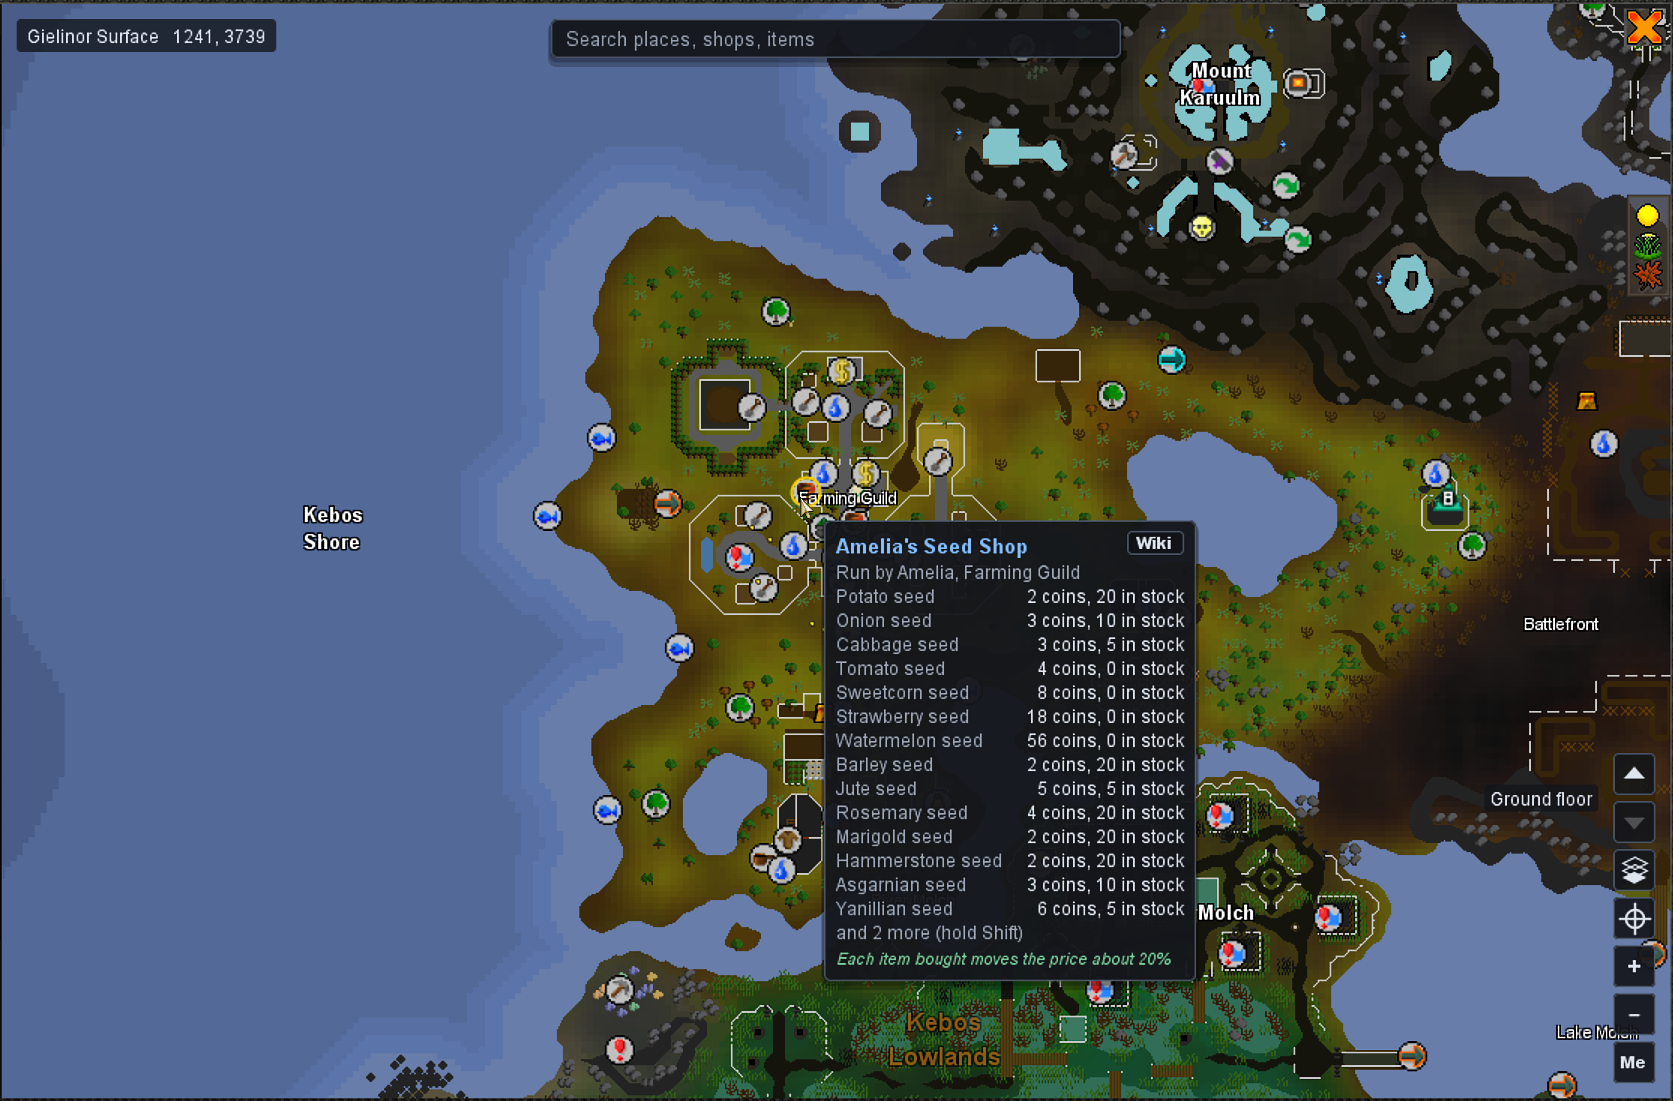 Gielinor Surface 1241, 3739
Search places, shops, items
Mount
Karuulm
Kebos
Shore
Farming Guild
8
Amelia's Seed Shop
Wiki
Run by Amelia, Farming Guild
Potato seed 2 coins, 20 in stock
Onion seed 3 coins, 10 in stock
Cabbage seed 3 coins, 5 in stock
Tomato seed 4 coins, 0 in stock
Sweetcorn seed 8 coins, 0 in stock
Strawberry seed 18 coins, 0 in stock
Watermelon seed 56 coins, 0 in stock
Barley seed 2 coins, 20 in stock
Jute seed 5 coins, 5 in stock
Rosemary seed 4 coins, 20 in stock
Marigold seed 2 coins, 20 in stock
Hammerstone seed 2 coins, 20 in stock
Asgarnian seed 3 coins, 10 in stock
Yanillian seed 6 coins, 5 in stock
and 2 more (hold Shift)
Each item bought moves the price about 20%
Battlefront
Ground floor
Molch
Kebos
Lowlands
Lake Molch
Me